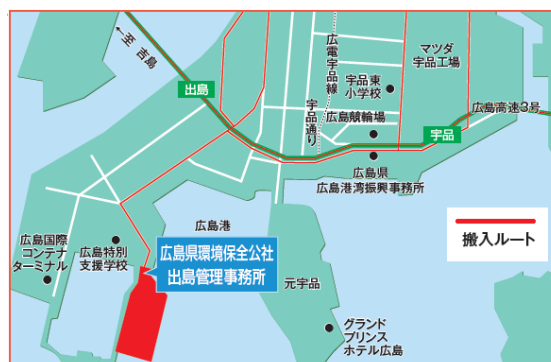 ←至 吉島
出島
広電宇品線
宇品通り
宇品東
小学校
マツダ
宇品工場
広島競輪場
宇品
広島高速3号
広島県
広島港湾振興事務所
搬入ルート
広島国際
コンテナ
ターミナル
広島特別
支援学校
広島港
広島県環境保全公社
出島管理事務所
元宇品
グランド
プリンス
ホテル広島